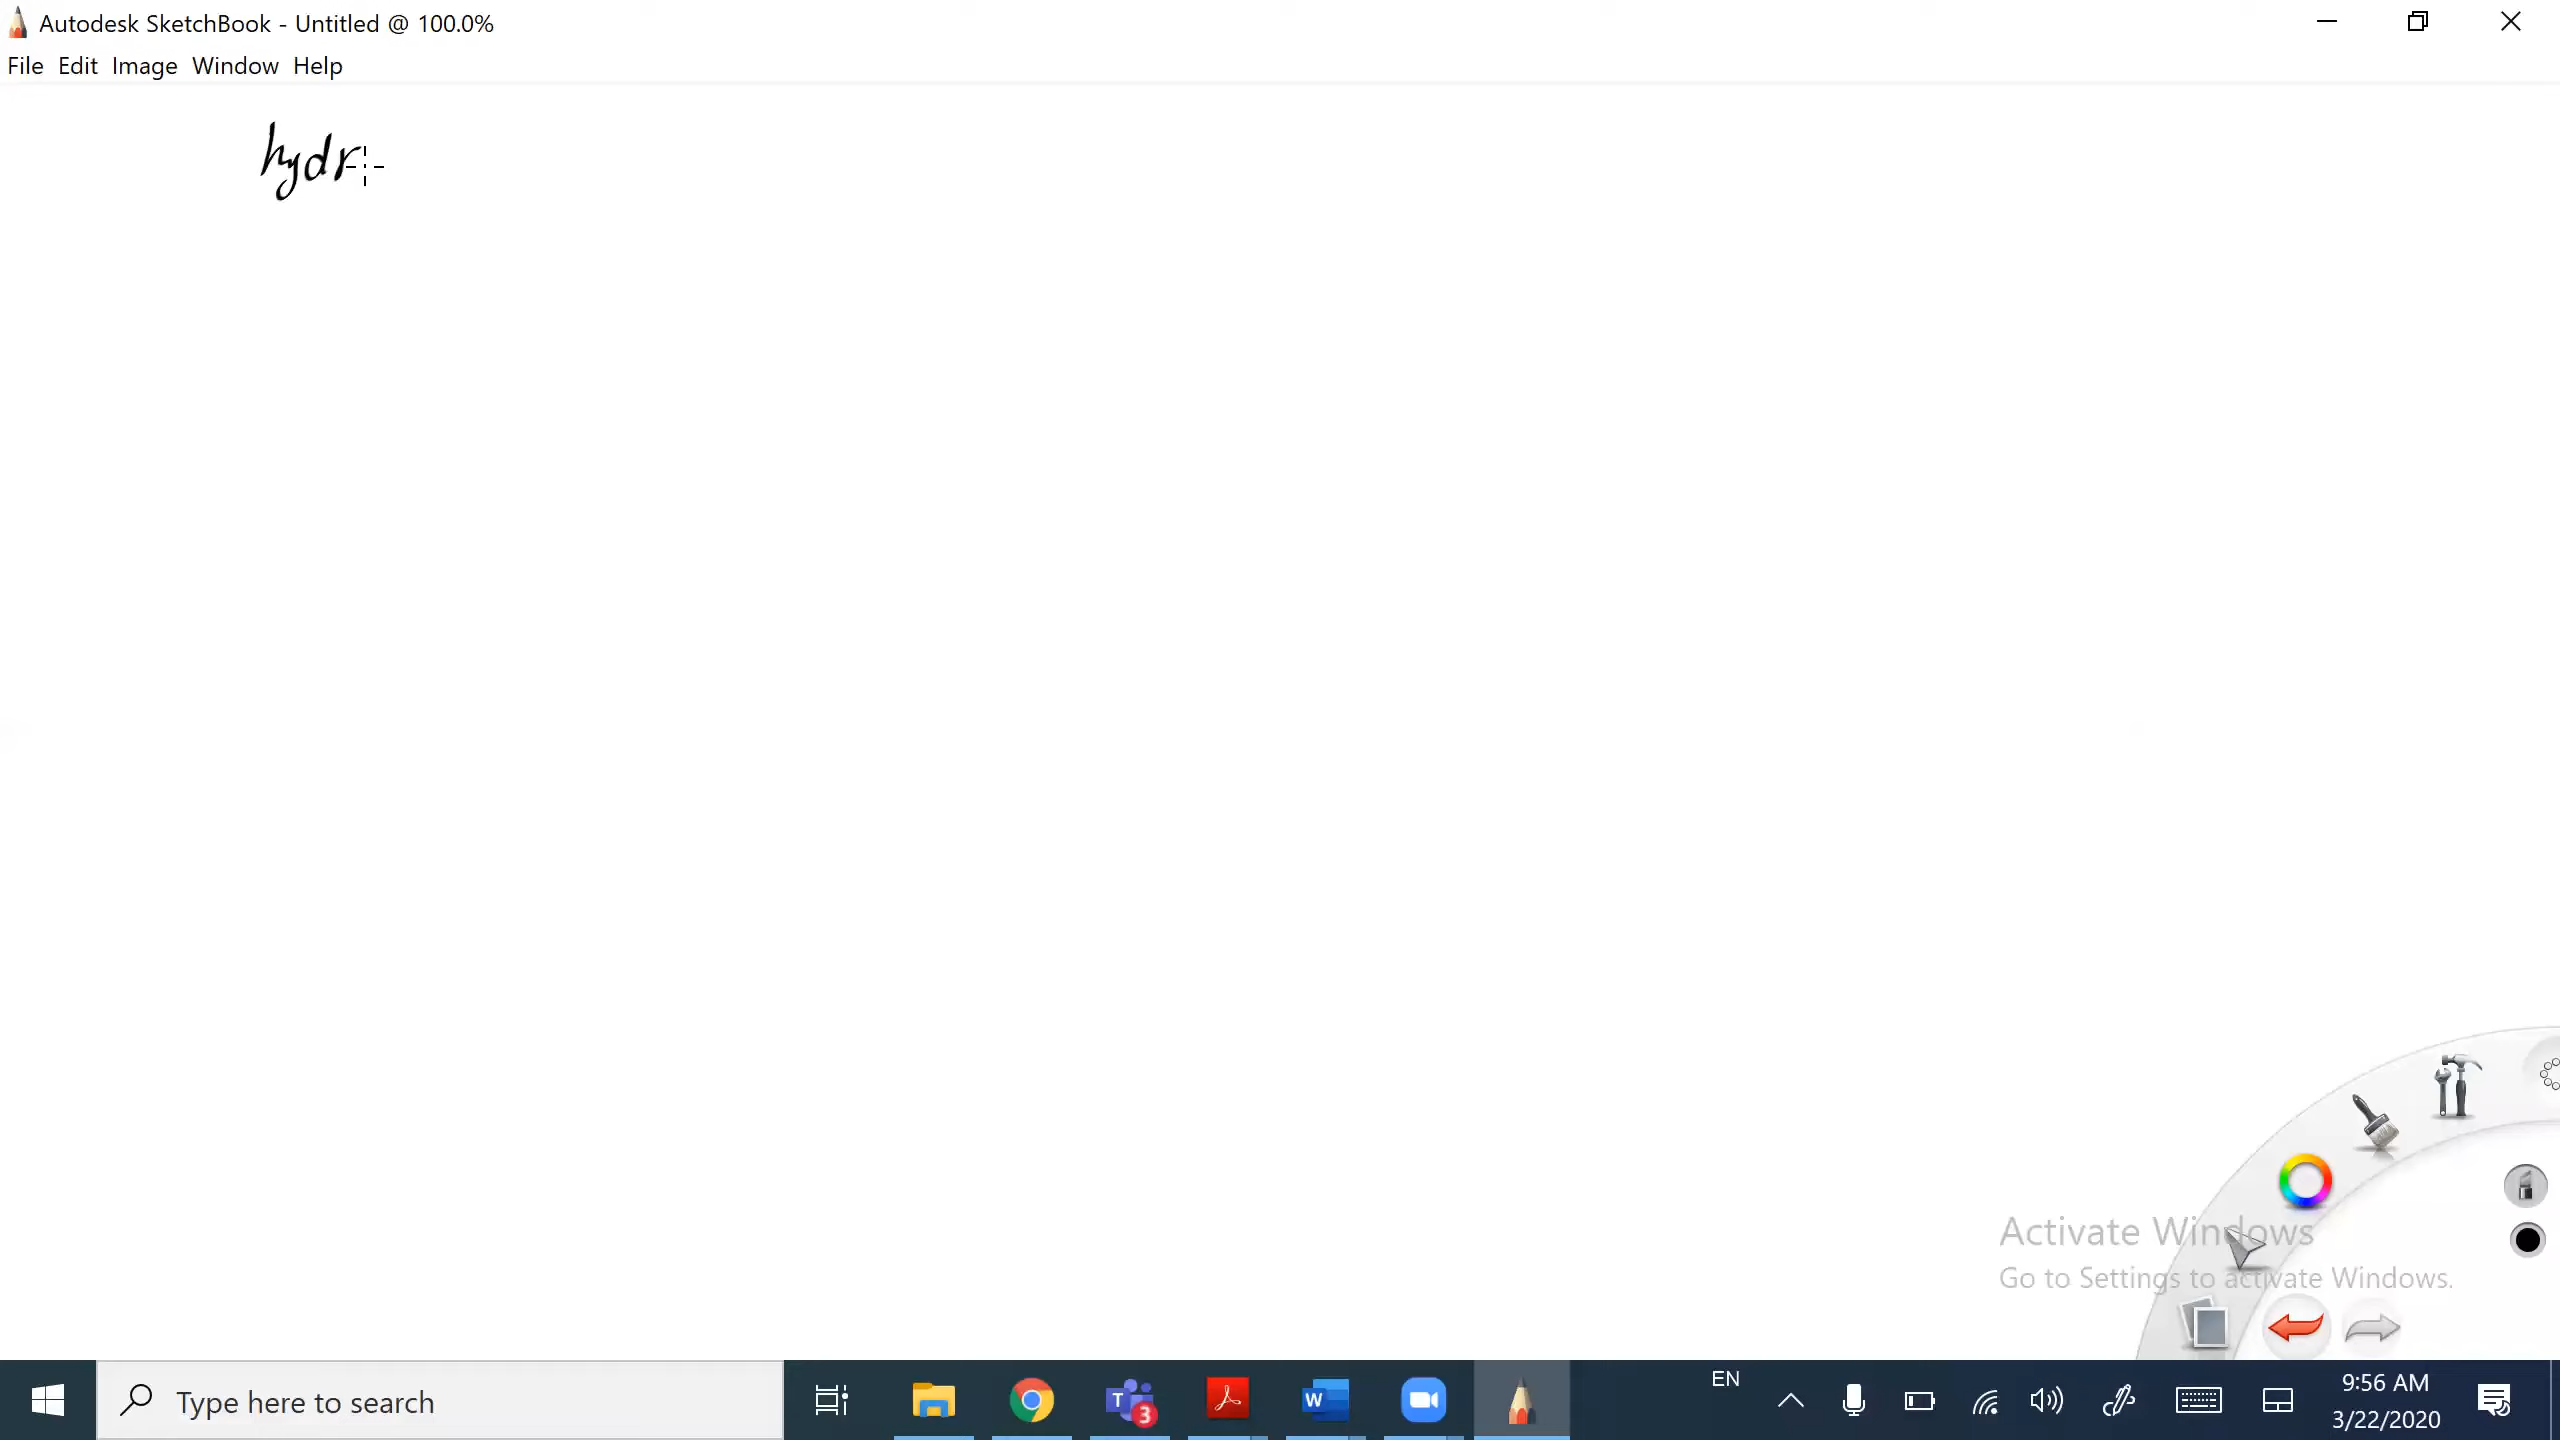 Autodesk SketchBook - Untitled @ 100.0%
File Edit Image Window Help
hydr
Activate Windows
Go to Settings to activate Windows.
Type here to search
T 3
W
EN
9:56 AM
3/22/2020